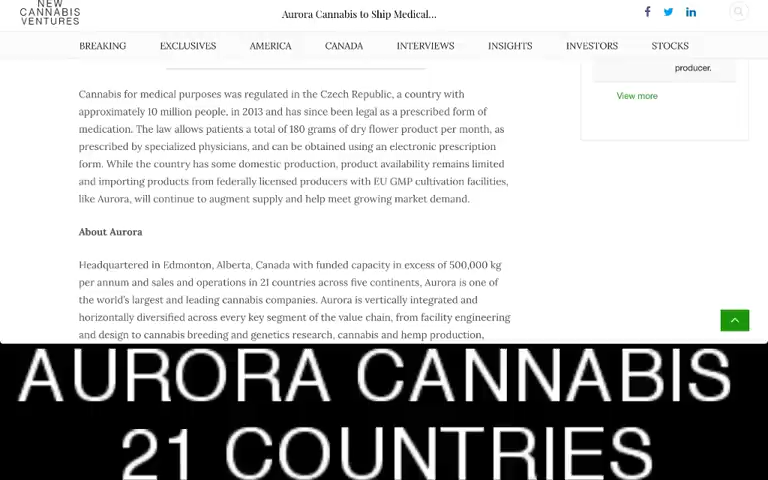 NEW
CANNABIS
VENTURES
Aurora Cannabis to Ship Medical...
BREAKING EXCLUSIVES AMERICA CANADA INTERVIEWS INSIGHTS INVESTORS STOCKS
producer.
View more
Cannabis for medical purposes was regulated in the Czech Republic, a country with
approximately 10 million people, in 2013 and has since been legal as a prescribed form of
medication. The law allows patients a total of 180 grams of dry flower product per month, as
prescribed by specialized physicians, and can be obtained using an electronic prescription
form. While the country has some domestic production, product availability remains limited
and importing products from federally licensed producers with EU GMP cultivation facilities,
like Aurora, will continue to augment supply and help meet growing market demand.
About Aurora
Headquartered in Edmonton, Alberta, Canada with funded capacity in excess of 500,000 kg
per annum and sales and operations in 21 countries across five continents, Aurora is one of
the world's largest and leading cannabis companies. Aurora is vertically integrated and
horizontally diversified across every key segment of the value chain, from facility engineering
and design to cannabis breeding and genetics research, cannabis and hemp production,
AURORA CANNABIS
21 COUNTRIES